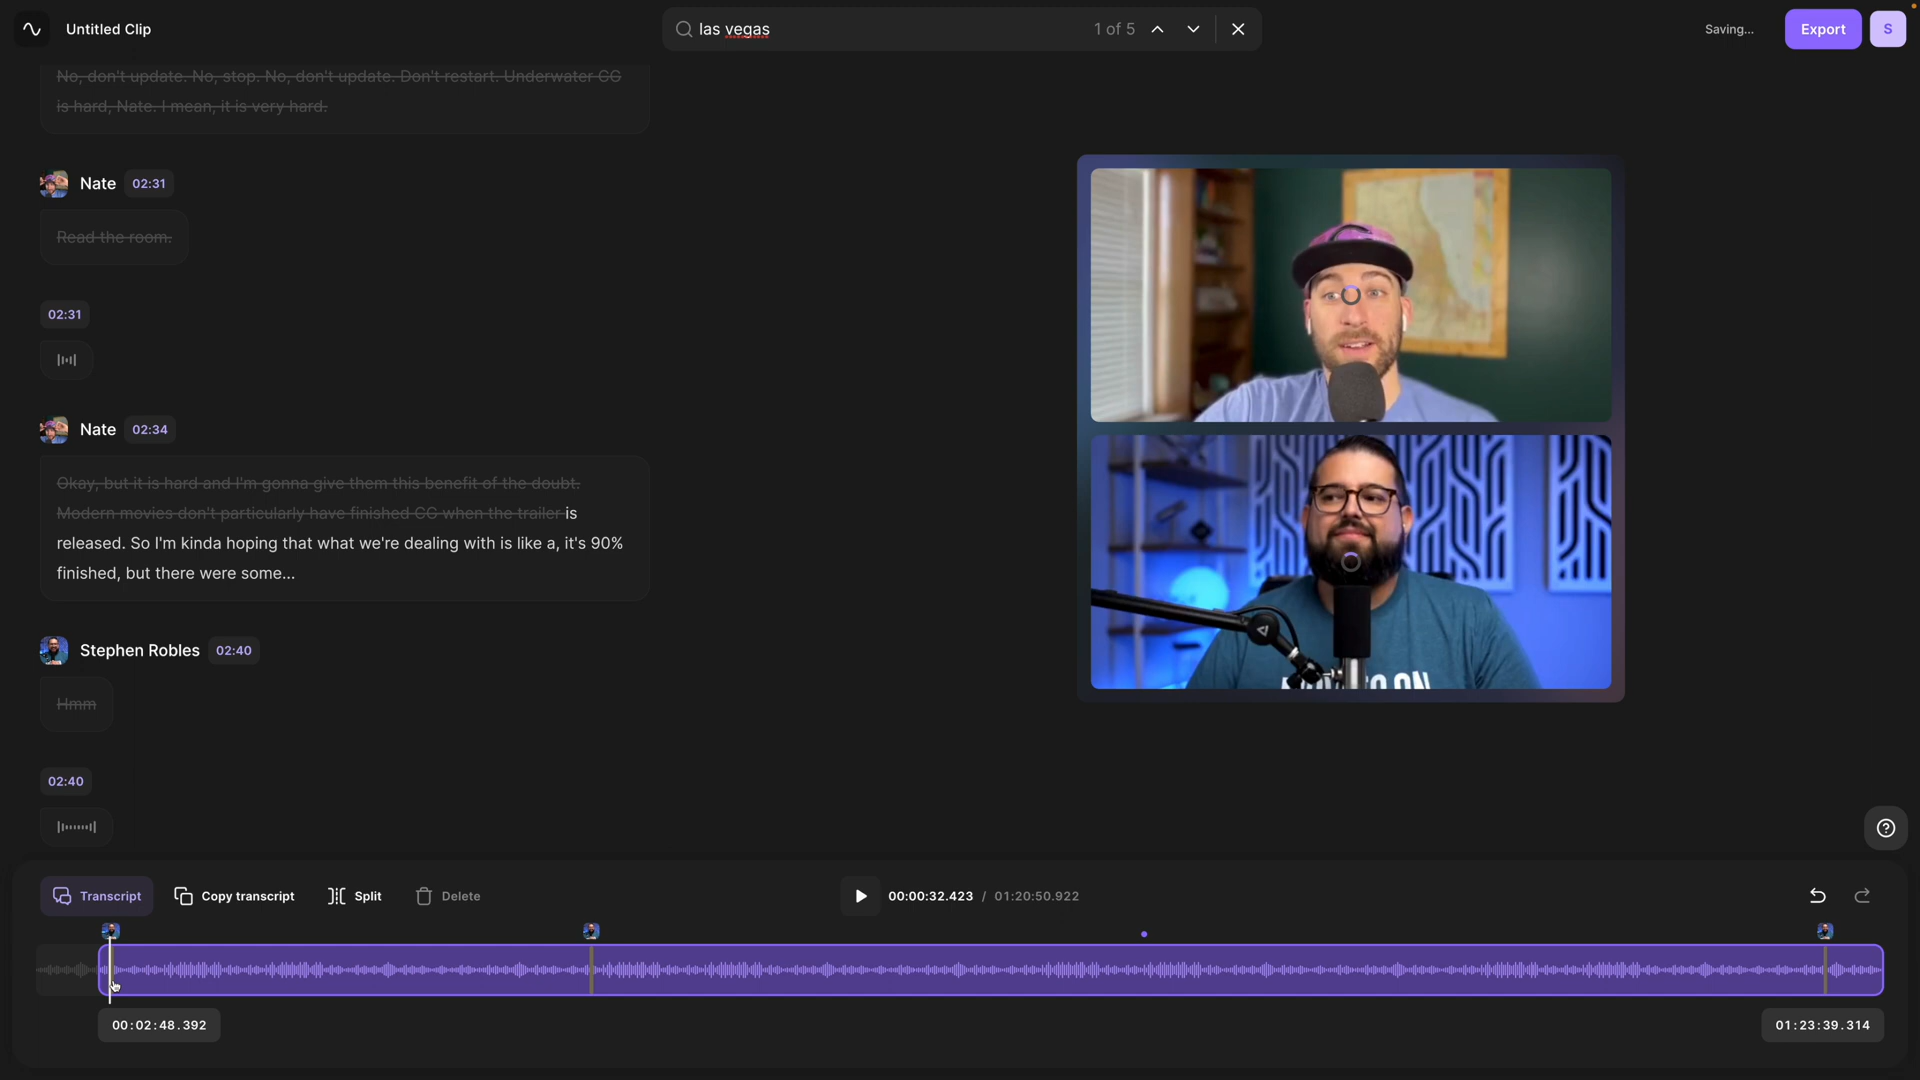 Untitled Clip
las vegas
1 of 5
Saving...
Export
S
No, don't update. No, stop. No, don't update. Don't restart. Underwater CG
is hard, Nate. I mean, it is very hard.
Nate 02:31
Read the room.
02:31
Nate 02:34
Okay, but it is hard and I'm gonna give them this benefit of the doubt.
Modern movies don't particularly have finished CG when the trailer is
released. So I'm kinda hoping that what we're dealing with is like a, it's 90%
finished, but there were some...
Stephen Robles 02:40
Hmm
02:40
Transcript
Copy transcript
Split
Delete
00:00:32.423 / 01:20:50.922
00:02:48.392
01:23:39.314